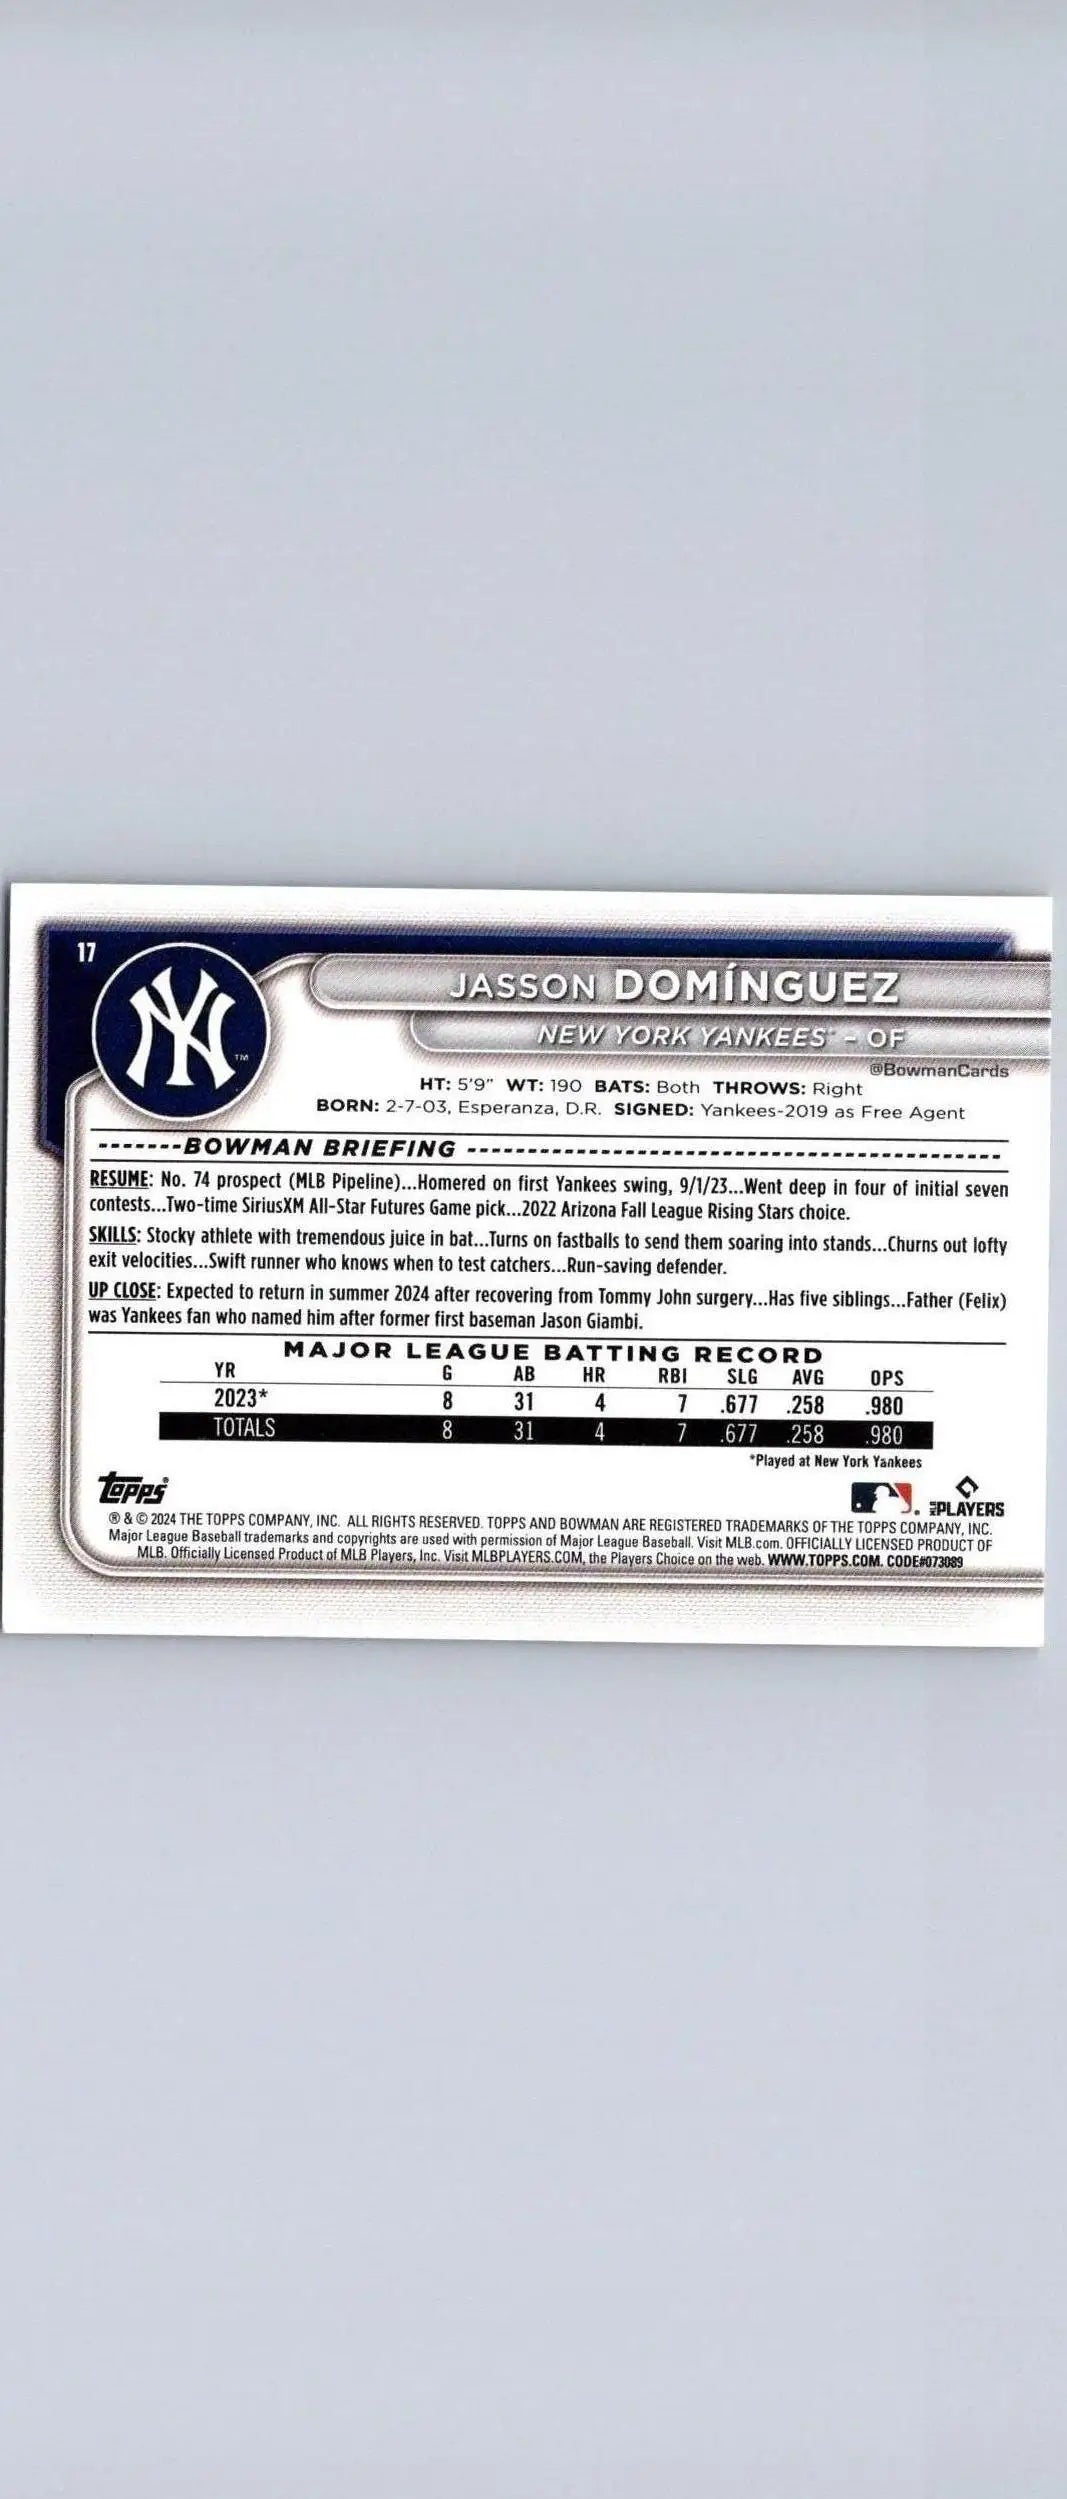 17
JASSON DOMÍNGUEZ
NEW YORK YANKEES - OF
@BowmanCards
HT: 5'9" WT: 190 BATS: Both THROWS: Right
BORN: 2-7-03, Esperanza, D.R. SIGNED: Yankees-2019 as Free Agent
BOWMAN BRIEFING
RESUME: No. 74 prospect (MLB Pipeline)...Homered on first Yankees swing, 9/1/23...Went deep in four of initial seven
contests...Two-time SiriusXM All-Star Futures Game pick...2022 Arizona Fall League Rising Stars choice.
SKILLS: Stocky athlete with tremendous juice in bat...Turns on fastballs to send them soaring into stands...Churns out lofty
exit velocities...Swift runner who knows when to test catchers...Run-saving defender.
UP CLOSE: Expected to return in summer 2024 after recovering from Tommy John surgery...Has five siblings...Father (Felix)
was Yankees fan who named him after former first baseman Jason Giambi.
MAJOR LEAGUE BATTING RECORD
YR G AB HR RBI SLG AVG OPS
2023* 8 31 4 7 .677 .258 .980
TOTALS 8 31 4 7 .677 .258 .980
*Played at New York Yankees
Topps
PLAYERS
® & © 2024 THE TOPPS COMPANY, INC. ALL RIGHTS RESERVED. TOPPS AND BOWMAN ARE REGISTERED TRADEMARKS OF THE TOPPS COMPANY, INC.
Major League Baseball trademarks and copyrights are used with permission of Major League Baseball. Visit MLB.com. OFFICIALLY LICENSED PRODUCT OF
MLB. Officially Licensed Product of MLB Players, Inc. Visit MLBPLAYERS.COM, the Players Choice on the web. WWW.TOPPS.COM. CODE#073089